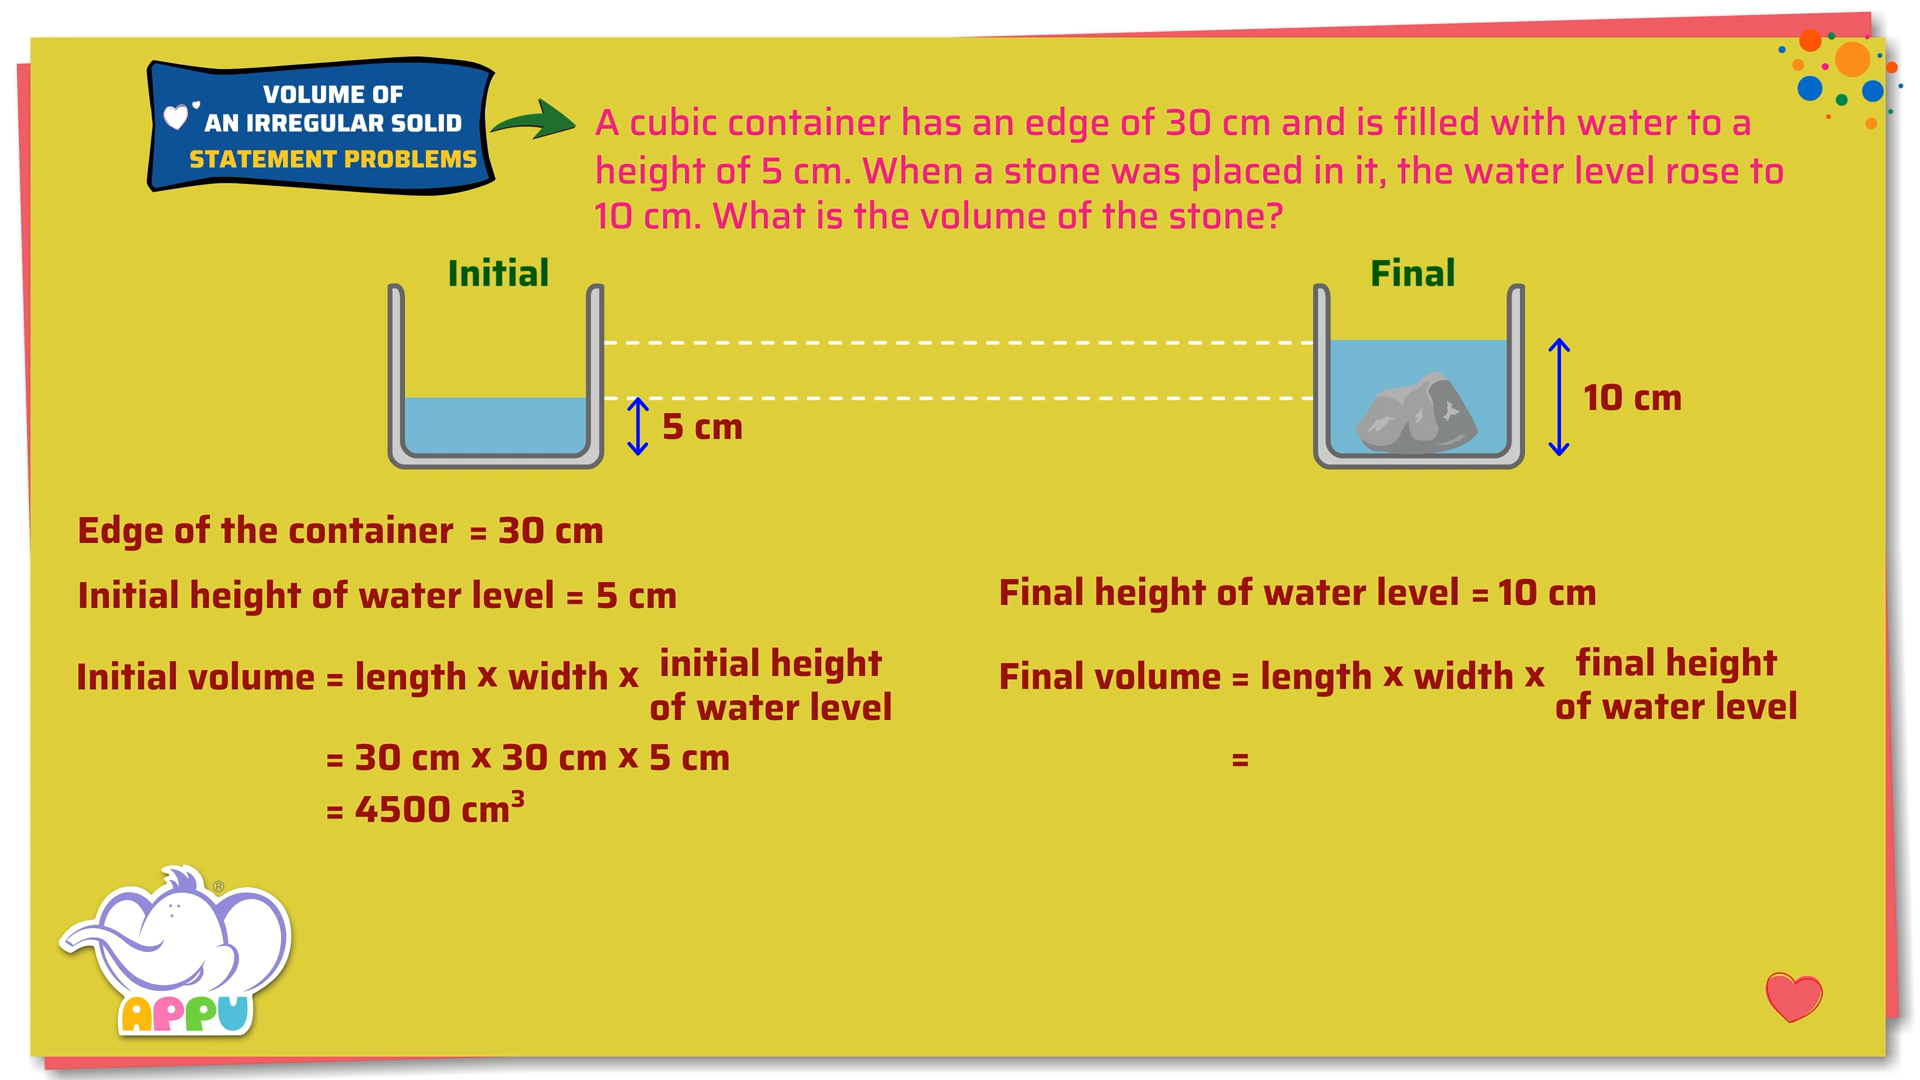 VOLUME OF
AN IRREGULAR SOLID
STATEMENT PROBLEMS
A cubic container has an edge of 30 cm and is filled with water to a
height of 5 cm. When a stone was placed in it, the water level rose to
10 cm. What is the volume of the stone?
Initial
Final
5 cm
10 cm
Edge of the container = 30 cm
Initial height of water level = 5 cm
Initial volume = length x width x initial height
of water level
= 30 cm x 30 cm x 5 cm
= 4500 cm³
Final height of water level = 10 cm
Final volume = length x width x final height
of water level
=
®
APPU